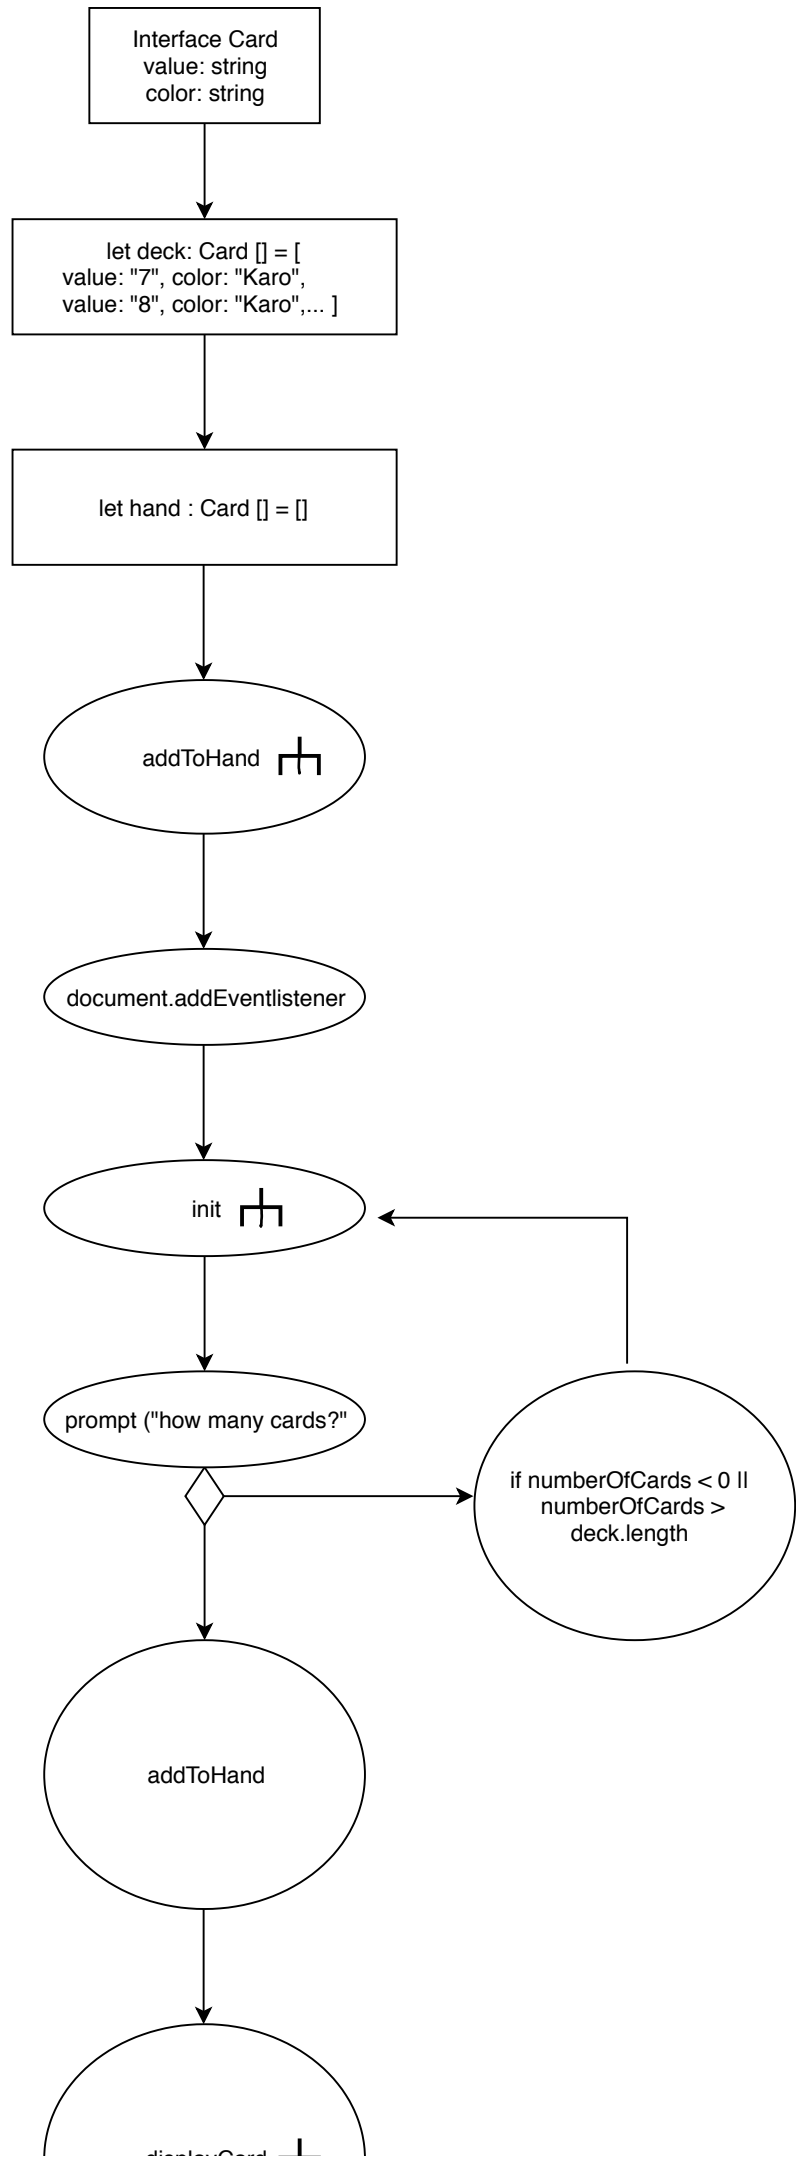 Interface Card
value: string
color: string
let deck: Card [] = [
value: "7", color: "Karo",
value: "8", color: "Karo",... ]
let hand : Card [] = []
addToHand
document.addEventlistener
init
prompt ("how many cards?"
if numberOfCards < 0 ||
numberOfCards >
deck.length
addToHand
displayCard